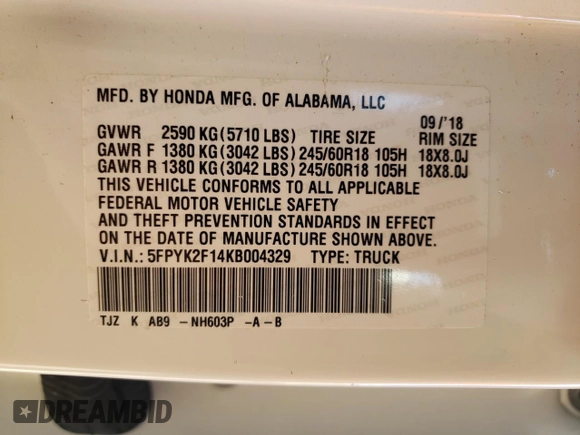 MFD. BY HONDA MFG. OF ALABAMA, LLC
09/'18
GVWR 2590 KG(5710 LBS) TIRE SIZE RIM SIZE
GAWR F 1380 KG(3042 LBS) 245/60R18 105H 18X8.0J
GAWR R 1380 KG(3042 LBS) 245/60R18 105H 18X8.0J
THIS VEHICLE CONFORMS TO ALL APPLICABLE
FEDERAL MOTOR VEHICLE SAFETY
AND THEFT PREVENTION STANDARDS IN EFFECT
ON THE DATE OF MANUFACTURE SHOWN ABOVE.
V.I.N.: 5FPYK2F14KB004329 TYPE: TRUCK
TJZ K AB9 -NH603P -A-B
DREAMBID